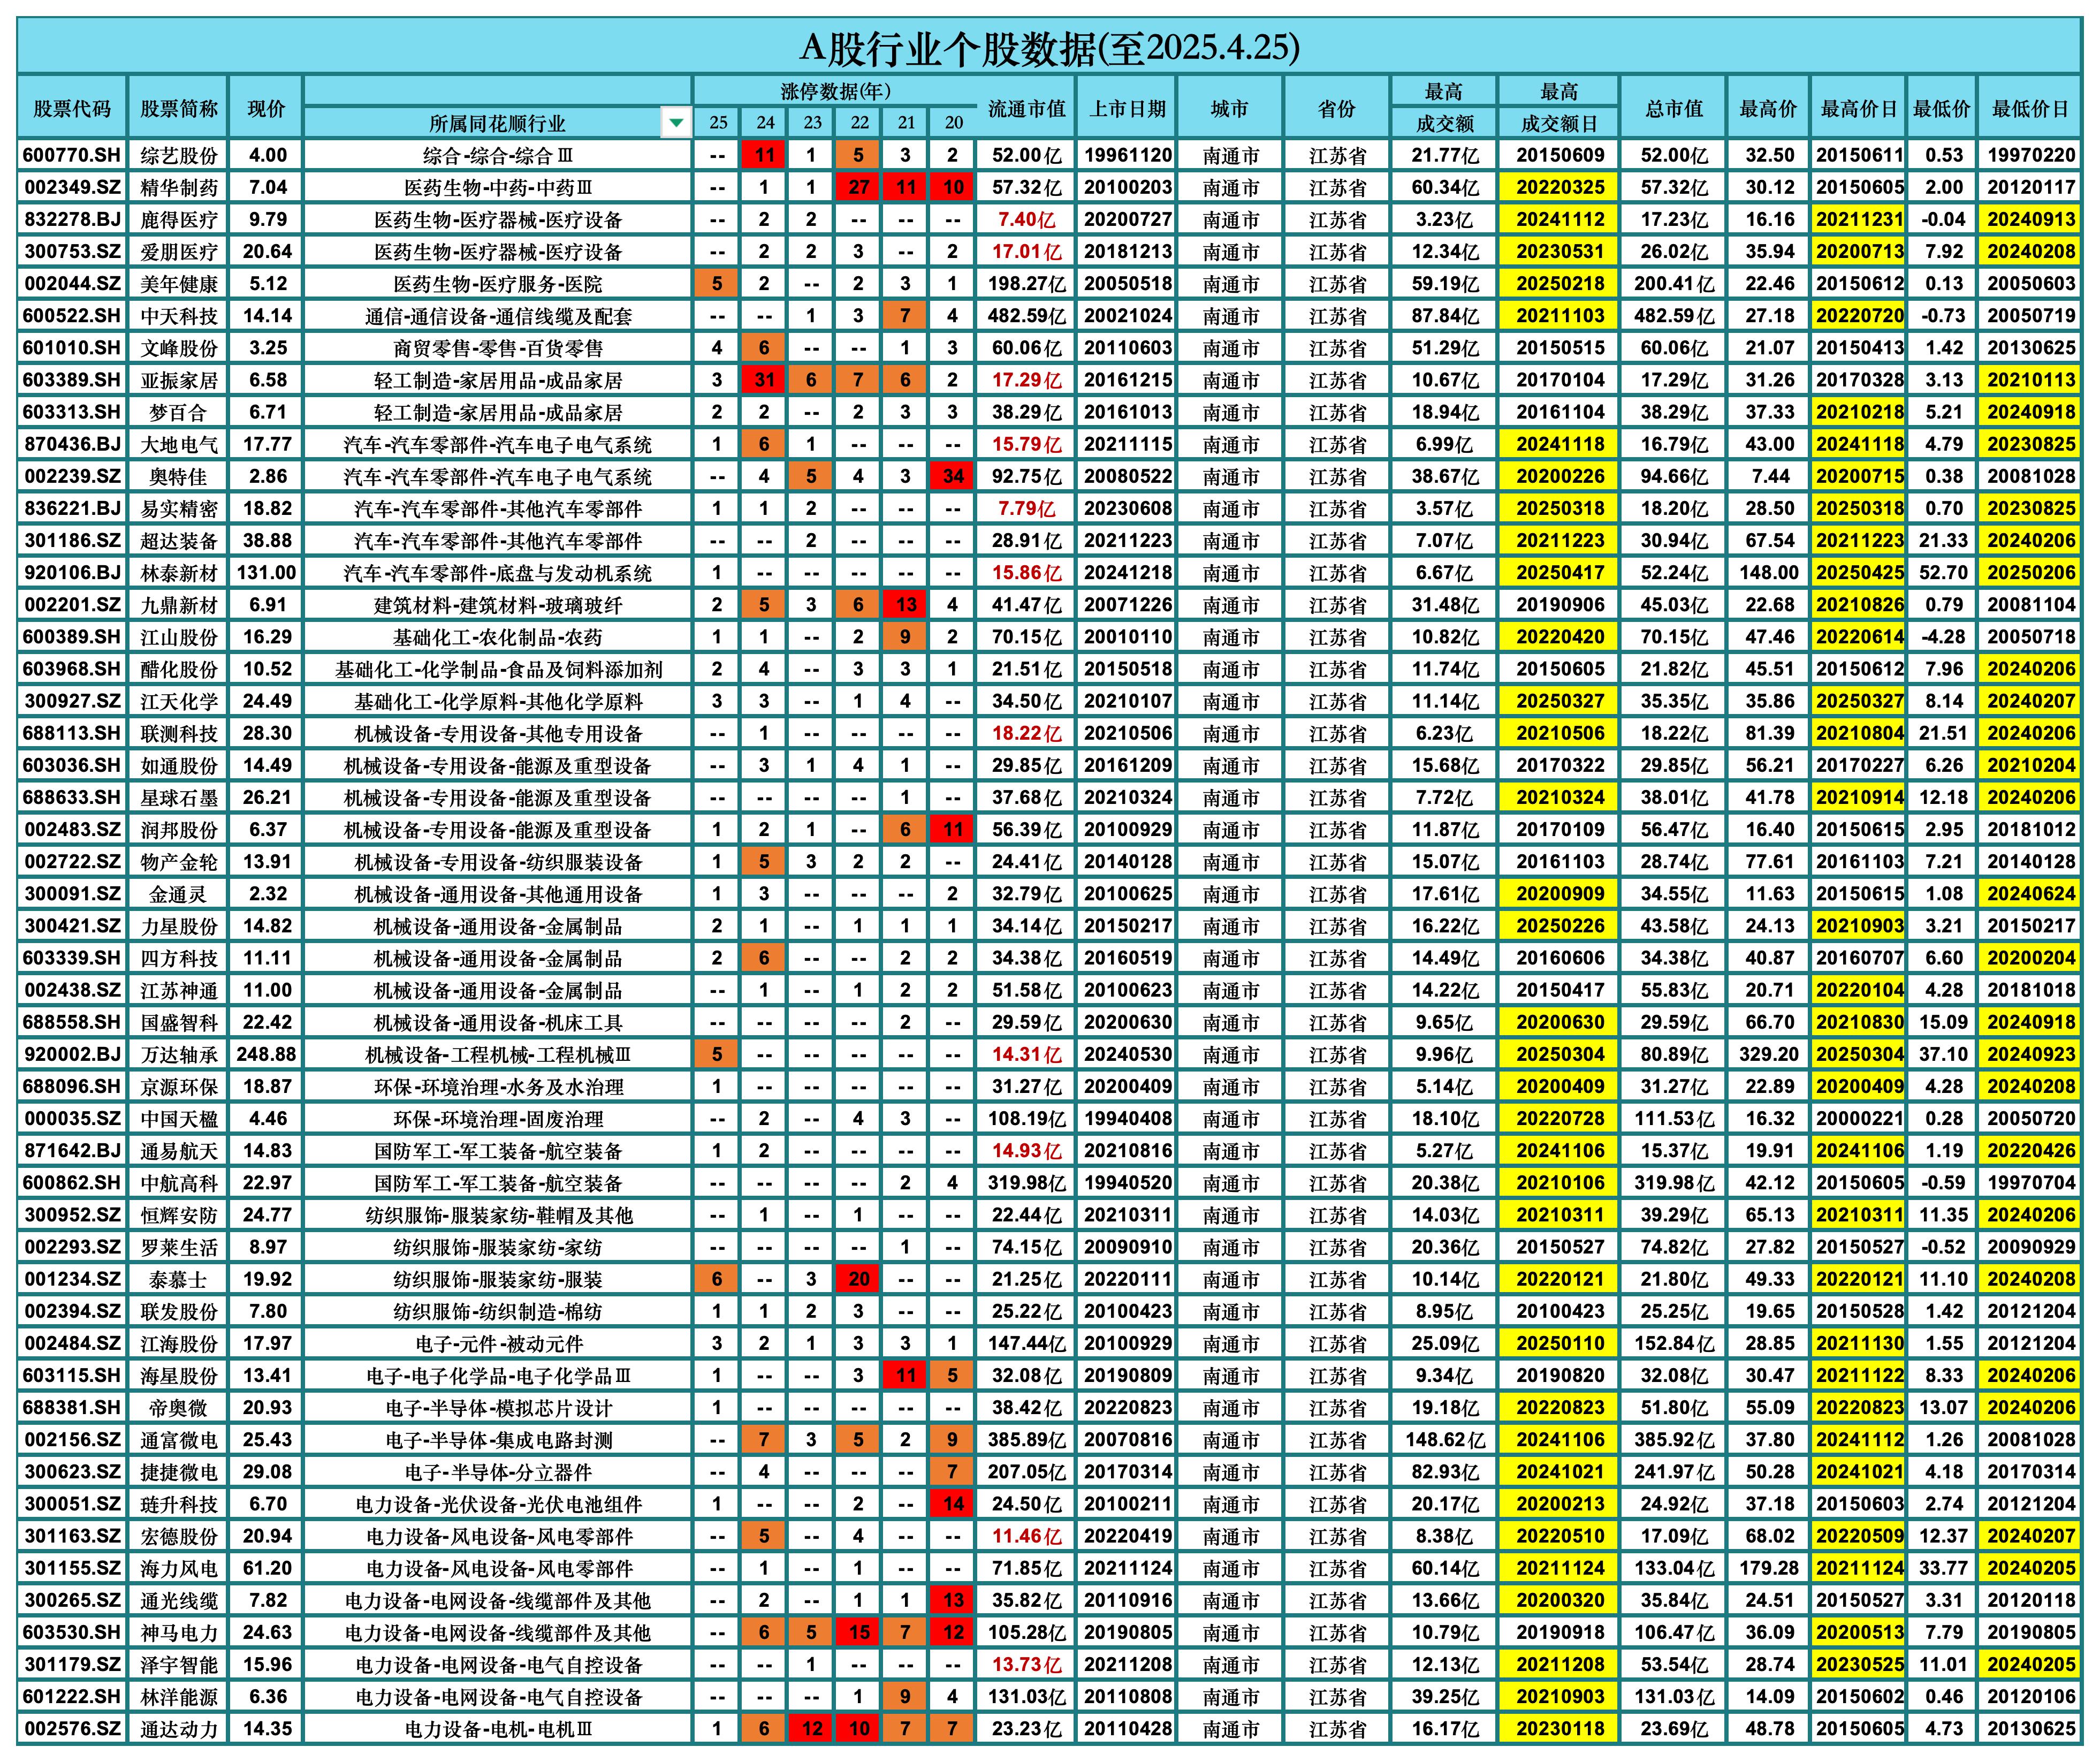 A股行业个股数据(至2025.4.25)
股票代码 股票简称 现价 所属同花顺行业 涨停数据(年) 25 24 23 22 21 20 流通市值 上市日期 城市 省份 最高成交额 最高成交额日 总市值 最高价 最高价日 最低价 最低价日
600770.SH 综艺股份 4.00 综合-综合-综合Ⅲ -- 11 1 5 3 2 52.00亿 19961120 南通市 江苏省 21.77亿 20150609 52.00亿 32.50 20150611 0.53 19970220
002349.SZ 精华制药 7.04 医药生物-中药-中药Ⅲ -- 1 1 27 11 10 57.32亿 20100203 南通市 江苏省 60.34亿 20220325 57.32亿 30.12 20150605 2.00 20120117
832278.BJ 鹿得医疗 9.79 医药生物-医疗器械-医疗设备 -- 2 2 -- -- -- 7.40亿 20200727 南通市 江苏省 3.23亿 20241112 17.23亿 16.16 20211231 -0.04 20240913
300753.SZ 爱朋医疗 20.64 医药生物-医疗器械-医疗设备 -- 2 2 3 -- 2 17.01亿 20181213 南通市 江苏省 12.34亿 20230531 26.02亿 35.94 20200713 7.92 20240208
002044.SZ 美年健康 5.12 医药生物-医疗服务-医院 5 2 -- 2 3 1 198.27亿 20050518 南通市 江苏省 59.19亿 20250218 200.41亿 22.46 20150612 0.13 20050603
600522.SH 中天科技 14.14 通信-通信设备-通信线缆及配套 -- -- 1 3 7 4 482.59亿 20021024 南通市 江苏省 87.84亿 20211103 482.59亿 27.18 20220720 -0.73 20050719
601010.SH 文峰股份 3.25 商贸零售-零售-百货零售 4 6 -- -- 1 3 60.06亿 20110603 南通市 江苏省 51.29亿 20150515 60.06亿 21.07 20150413 1.42 20130625
603389.SH 亚振家居 6.58 轻工制造-家居用品-成品家居 3 31 6 7 6 2 17.29亿 20161215 南通市 江苏省 10.67亿 20170104 17.29亿 31.26 20170328 3.13 20210113
603313.SH 梦百合 6.71 轻工制造-家居用品-成品家居 2 2 -- 2 3 3 38.29亿 20161013 南通市 江苏省 18.94亿 20161104 38.29亿 37.33 20210218 5.21 20240918
870436.BJ 大地电气 17.77 汽车-汽车零部件-汽车电子电气系统 1 6 1 -- -- -- 15.79亿 20211115 南通市 江苏省 6.99亿 20241118 16.79亿 43.00 20241118 4.79 20230825
002239.SZ 奥特佳 2.86 汽车-汽车零部件-汽车电子电气系统 -- 4 5 4 3 34 92.75亿 20080522 南通市 江苏省 38.67亿 20200226 94.66亿 7.44 20200715 0.38 20081028
836221.BJ 易实精密 18.82 汽车-汽车零部件-其他汽车零部件 1 1 2 -- -- -- 7.79亿 20230608 南通市 江苏省 3.57亿 20250318 18.20亿 28.50 20250318 0.70 20230825
301186.SZ 超达装备 38.88 汽车-汽车零部件-其他汽车零部件 -- -- 2 -- -- -- 28.91亿 20211223 南通市 江苏省 7.07亿 20211223 30.94亿 67.54 20211223 21.33 20240206
920106.BJ 林泰新材 131.00 汽车-汽车零部件-底盘与发动机系统 1 -- -- -- -- -- 15.86亿 20241218 南通市 江苏省 6.67亿 20250417 52.24亿 148.00 20250425 52.70 20250206
002201.SZ 九鼎新材 6.91 建筑材料-建筑材料-玻璃玻纤 2 5 3 6 13 4 41.47亿 20071226 南通市 江苏省 31.48亿 20190906 45.03亿 22.68 20210826 0.79 20081104
600389.SH 江山股份 16.29 基础化工-农化制品-农药 1 1 -- 2 9 2 70.15亿 20010110 南通市 江苏省 10.82亿 20220420 70.15亿 47.46 20220614 -4.28 20050718
603968.SH 醋化股份 10.52 基础化工-化学制品-食品及饲料添加剂 2 4 -- 3 3 1 21.51亿 20150518 南通市 江苏省 11.74亿 20150605 21.82亿 45.51 20150612 7.96 20240206
300927.SZ 江天化学 24.49 基础化工-化学原料-其他化学原料 3 3 -- 1 4 -- 34.50亿 20210107 南通市 江苏省 11.14亿 20250327 35.35亿 35.86 20250327 8.14 20240207
688113.SH 联测科技 28.30 机械设备-专用设备-其他专用设备 -- 1 -- -- -- -- 18.22亿 20210506 南通市 江苏省 6.23亿 20210506 18.22亿 81.39 20210804 21.51 20240206
603036.SH 如通股份 14.49 机械设备-专用设备-能源及重型设备 -- 3 1 4 1 -- 29.85亿 20161209 南通市 江苏省 15.68亿 20170322 29.85亿 56.21 20170227 6.26 20210204
688633.SH 星球石墨 26.21 机械设备-专用设备-能源及重型设备 -- -- -- -- 1 -- 37.68亿 20210324 南通市 江苏省 7.72亿 20210324 38.01亿 41.78 20210914 12.18 20240206
002483.SZ 润邦股份 6.37 机械设备-专用设备-能源及重型设备 1 2 1 -- 6 11 56.39亿 20100929 南通市 江苏省 11.87亿 20170109 56.47亿 16.40 20150615 2.95 20181012
002722.SZ 物产金轮 13.91 机械设备-专用设备-纺织服装设备 1 5 3 2 2 -- 24.41亿 20140128 南通市 江苏省 15.07亿 20161103 28.74亿 77.61 20161103 7.21 20140128
300091.SZ 金通灵 2.32 机械设备-通用设备-其他通用设备 1 3 -- -- -- 2 32.79亿 20100625 南通市 江苏省 17.61亿 20200909 34.55亿 11.63 20150615 1.08 20240624
300421.SZ 力星股份 14.82 机械设备-通用设备-金属制品 2 1 -- 1 1 1 34.14亿 20150217 南通市 江苏省 16.22亿 20250226 43.58亿 24.13 20210903 3.21 20150217
603339.SH 四方科技 11.11 机械设备-通用设备-金属制品 2 6 -- -- 2 2 34.38亿 20160519 南通市 江苏省 14.49亿 20160606 34.38亿 40.87 20160707 6.60 20200204
002438.SZ 江苏神通 11.00 机械设备-通用设备-金属制品 -- 1 -- 1 2 2 51.58亿 20100623 南通市 江苏省 14.22亿 20150417 55.83亿 20.71 20220104 4.28 20181018
688558.SH 国盛智科 22.42 机械设备-通用设备-机床工具 -- -- -- -- 2 -- 29.59亿 20200630 南通市 江苏省 9.65亿 20200630 29.59亿 66.70 20210830 15.09 20240918
920002.BJ 万达轴承 248.88 机械设备-工程机械-工程机械Ⅲ 5 -- -- -- -- -- 14.31亿 20240530 南通市 江苏省 9.96亿 20250304 80.89亿 329.20 20250304 37.10 20240923
688096.SH 京源环保 18.87 环保-环境治理-水务及水治理 1 -- -- -- -- -- 31.27亿 20200409 南通市 江苏省 5.14亿 20200409 31.27亿 22.89 20200409 4.28 20240208
000035.SZ 中国天楹 4.46 环保-环境治理-固废治理 -- 2 -- 4 3 -- 108.19亿 19940408 南通市 江苏省 18.10亿 20220728 111.53亿 16.32 20000221 0.28 20050720
871642.BJ 通易航天 14.83 国防军工-军工装备-航空装备 1 2 -- -- -- -- 14.93亿 20210816 南通市 江苏省 5.27亿 20241106 15.37亿 19.91 20241106 1.19 20220426
600862.SH 中航高科 22.97 国防军工-军工装备-航空装备 -- -- -- -- 2 4 319.98亿 19940520 南通市 江苏省 20.38亿 20210106 319.98亿 42.12 20150605 -0.59 19970704
300952.SZ 恒辉安防 24.77 纺织服饰-服装家纺-鞋帽及其他 -- 1 -- 1 -- -- 22.44亿 20210311 南通市 江苏省 14.03亿 20210311 39.29亿 65.13 20210311 11.35 20240206
002293.SZ 罗莱生活 8.97 纺织服饰-服装家纺-家纺 -- -- -- -- 1 -- 74.15亿 20090910 南通市 江苏省 20.36亿 20150527 74.82亿 27.82 20150527 -0.52 20090929
001234.SZ 泰慕士 19.92 纺织服饰-服装家纺-服装 6 -- 3 20 -- -- 21.25亿 20220111 南通市 江苏省 10.14亿 20220121 21.80亿 49.33 20220121 11.10 20240208
002394.SZ 联发股份 7.80 纺织服饰-纺织制造-棉纺 1 1 2 3 -- -- 25.22亿 20100423 南通市 江苏省 8.95亿 20100423 25.25亿 19.65 20150528 1.42 20121204
002484.SZ 江海股份 17.97 电子-元件-被动元件 3 2 1 3 3 1 147.44亿 20100929 南通市 江苏省 25.09亿 20250110 152.84亿 28.85 20211130 1.55 20121204
603115.SH 海星股份 13.41 电子-电子化学品-电子化学品Ⅲ 1 -- -- 3 11 5 32.08亿 20190809 南通市 江苏省 9.34亿 20190820 32.08亿 30.47 20211122 8.33 20240206
688381.SH 帝奥微 20.93 电子-半导体-模拟芯片设计 1 -- -- -- -- -- 38.42亿 20220823 南通市 江苏省 19.18亿 20220823 51.80亿 55.09 20220823 13.07 20240206
002156.SZ 通富微电 25.43 电子-半导体-集成电路封测 -- 7 3 5 2 9 385.89亿 20070816 南通市 江苏省 148.62亿 20241106 385.92亿 37.80 20241112 1.26 20081028
300623.SZ 捷捷微电 29.08 电子-半导体-分立器件 -- 4 -- -- -- 7 207.05亿 20170314 南通市 江苏省 82.93亿 20241021 241.97亿 50.28 20241021 4.18 20170314
300051.SZ 琏升科技 6.70 电力设备-光伏设备-光伏电池组件 1 -- -- 2 -- 14 24.50亿 20100211 南通市 江苏省 20.17亿 20200213 24.92亿 37.18 20150603 2.74 20121204
301163.SZ 宏德股份 20.94 电力设备-风电设备-风电零部件 -- 5 -- 4 -- -- 11.46亿 20220419 南通市 江苏省 8.38亿 20220510 17.09亿 68.02 20220509 12.37 20240207
301155.SZ 海力风电 61.20 电力设备-风电设备-风电零部件 -- 1 -- 1 -- -- 71.85亿 20211124 南通市 江苏省 60.14亿 20211124 133.04亿 179.28 20211124 33.77 20240205
300265.SZ 通光线缆 7.82 电力设备-电网设备-线缆部件及其他 -- 2 -- 1 1 13 35.82亿 20110916 南通市 江苏省 13.66亿 20200320 35.84亿 24.51 20150527 3.31 20120118
603530.SH 神马电力 24.63 电力设备-电网设备-线缆部件及其他 -- 6 5 15 7 12 105.28亿 20190805 南通市 江苏省 10.79亿 20190918 106.47亿 36.09 20200513 7.79 20190805
301179.SZ 泽宇智能 15.96 电力设备-电网设备-电气自控设备 -- -- 1 -- -- -- 13.73亿 20211208 南通市 江苏省 12.13亿 20211208 53.54亿 28.74 20230525 11.01 20240205
601222.SH 林洋能源 6.36 电力设备-电网设备-电气自控设备 -- -- -- 1 9 4 131.03亿 20110808 南通市 江苏省 39.25亿 20210903 131.03亿 14.09 20150602 0.46 20120106
002576.SZ 通达动力 14.35 电力设备-电机-电机Ⅲ 1 6 12 10 7 7 23.23亿 20110428 南通市 江苏省 16.17亿 20230118 23.69亿 48.78 20150605 4.73 20130625